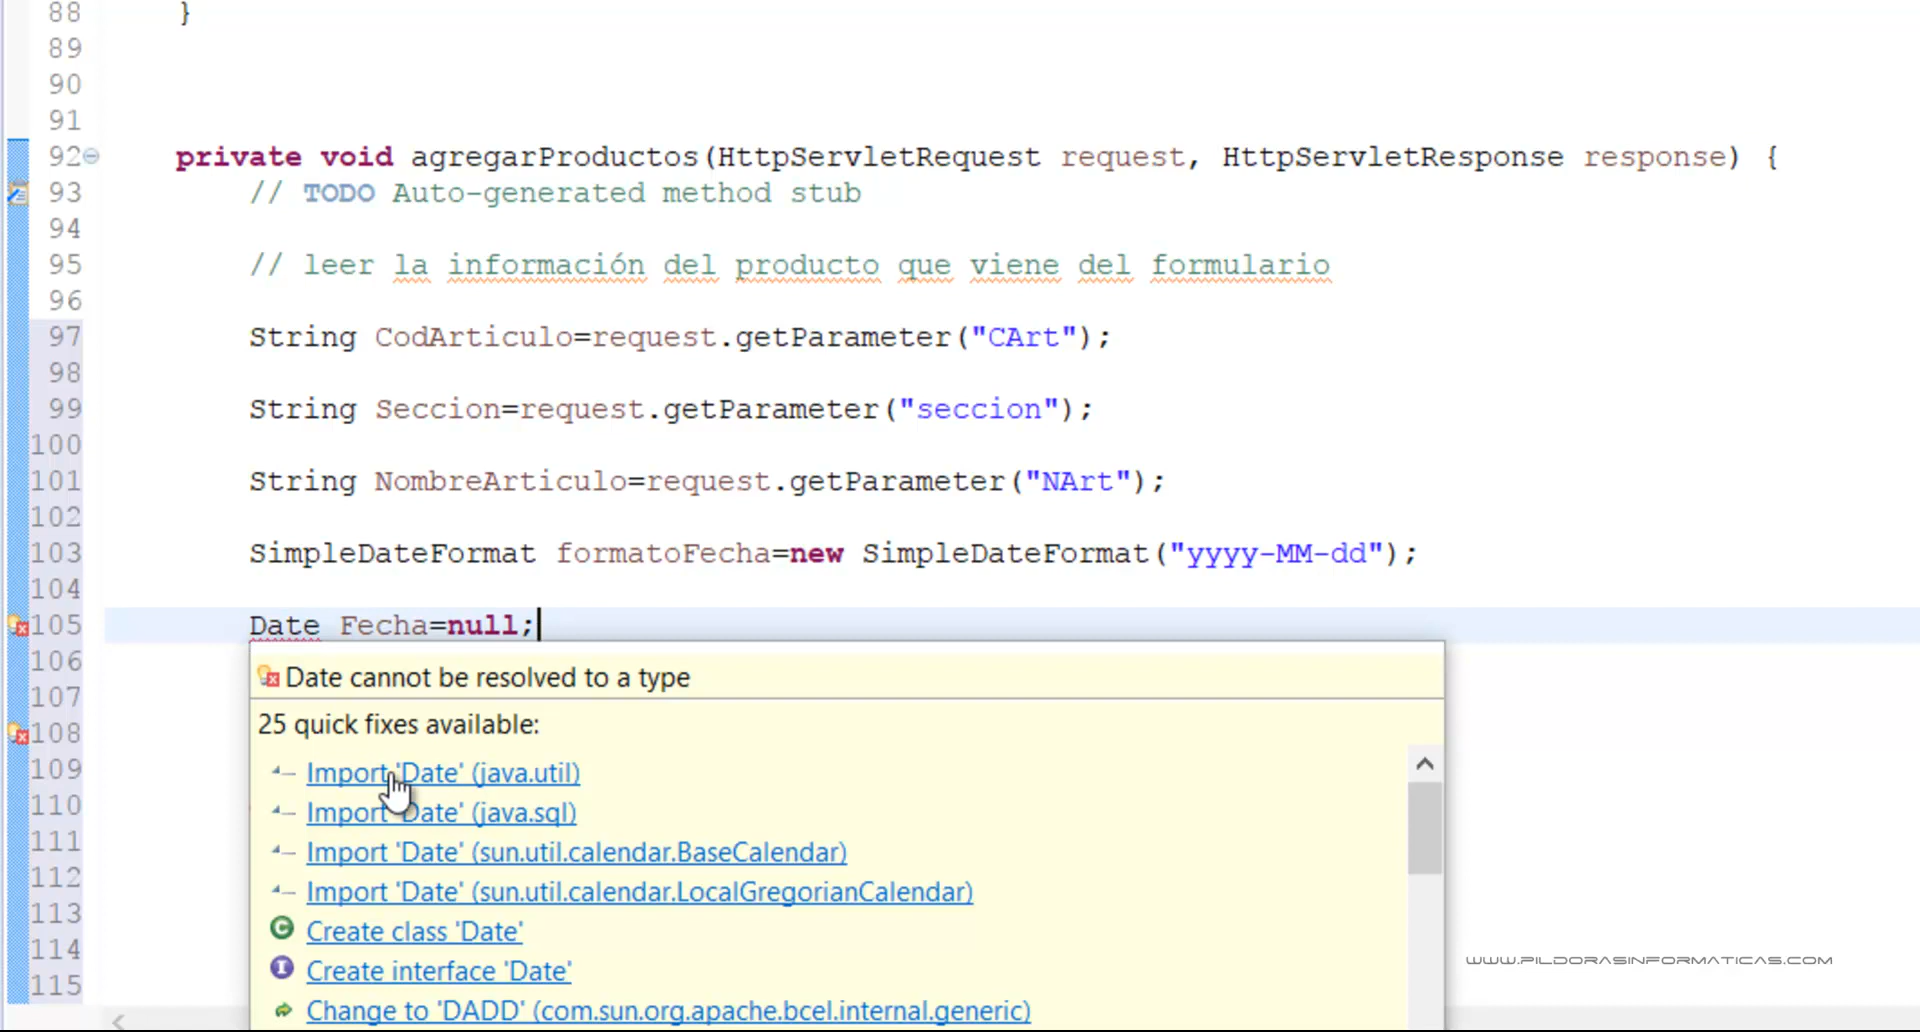 88 }
89
90
91
92 private void agregarProductos(HttpServletRequest request, HttpServletResponse response) {
93 // TODO Auto-generated method stub
94
95 // leer la información del producto que viene del formulario
96
97 String CodArticulo=request.getParameter("CArt");
98
99 String Seccion=request.getParameter("seccion");
100
101 String NombreArticulo=request.getParameter("NArt");
102
103 SimpleDateFormat formatoFecha=new SimpleDateFormat("yyyy-MM-dd");
104
105 Date Fecha=null;
106
Date cannot be resolved to a type
107
25 quick fixes available:
108
109
Import 'Date' (java.util)
110
Import 'Date' (java.sql)
111
Import 'Date' (sun.util.calendar.BaseCalendar)
112
Import 'Date' (sun.util.calendar.LocalGregorianCalendar)
113
Create class 'Date'
114
WWW.PILDORASINFORMATICAS.COM
Create interface 'Date'
115
Change to 'DADD' (com.sun.org.apache.bcel.internal.generic)